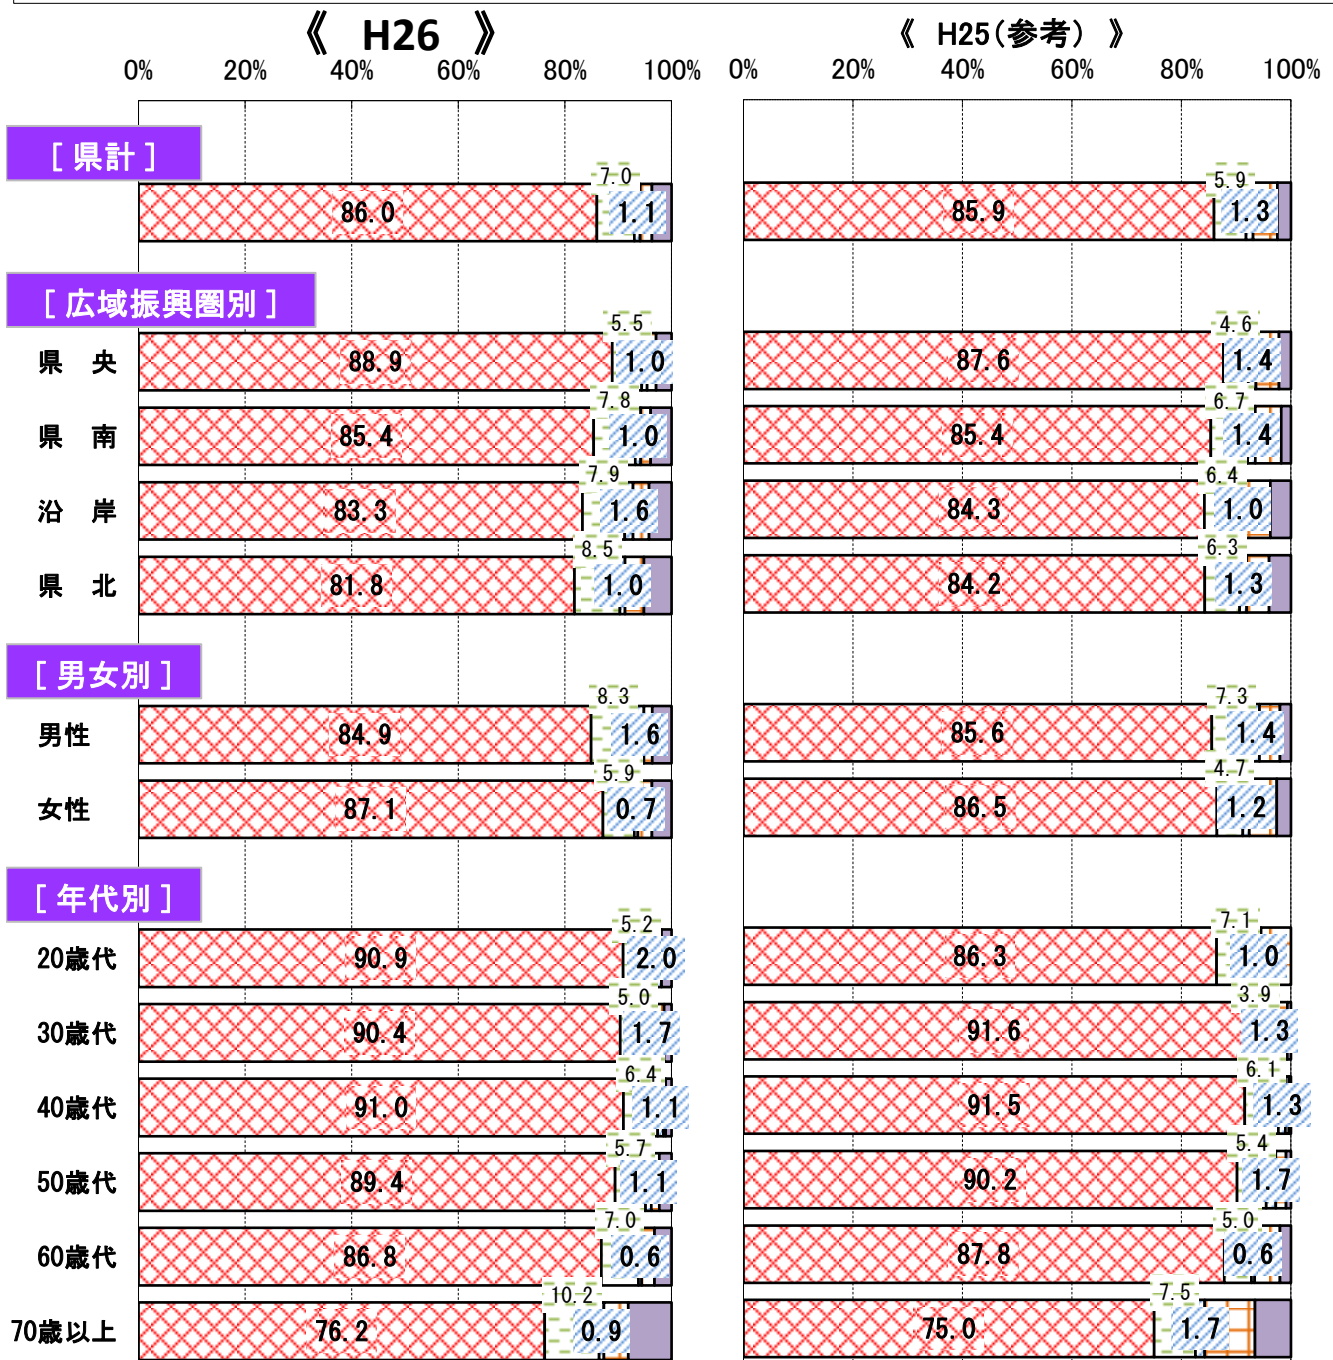 《 H26 》
《 H25(参考) 》
0% 20% 40% 60% 80% 100%
0% 20% 40% 60% 80% 100%
[ 県計 ]
7.0
5.9
86.0 1.1
85.9 1.3
[ 広域振興圏別 ]
5.5
4.6
県 央 88.9 1.0
87.6 1.4
7.8
6.7
県 南 85.4 1.0
85.4 1.4
7.9
6.4
沿 岸 83.3 1.6
84.3 1.0
8.5
6.3
県 北 81.8 1.0
84.2 1.3
[ 男女別 ]
8.3
7.3
男性 84.9 1.6
85.6 1.4
5.9
4.7
女性 87.1 0.7
86.5 1.2
[ 年代別 ]
5.2
7.1
20歳代 90.9 2.0
86.3 1.0
5.0
3.9
30歳代 90.4 1.7
91.6 1.3
6.4
6.1
40歳代 91.0 1.1
91.5 1.3
5.7
5.4
50歳代 89.4 1.1
90.2 1.7
7.0
5.0
60歳代 86.8 0.6
87.8 0.6
10.2
7.5
70歳以上 76.2 0.9
75.0 1.7